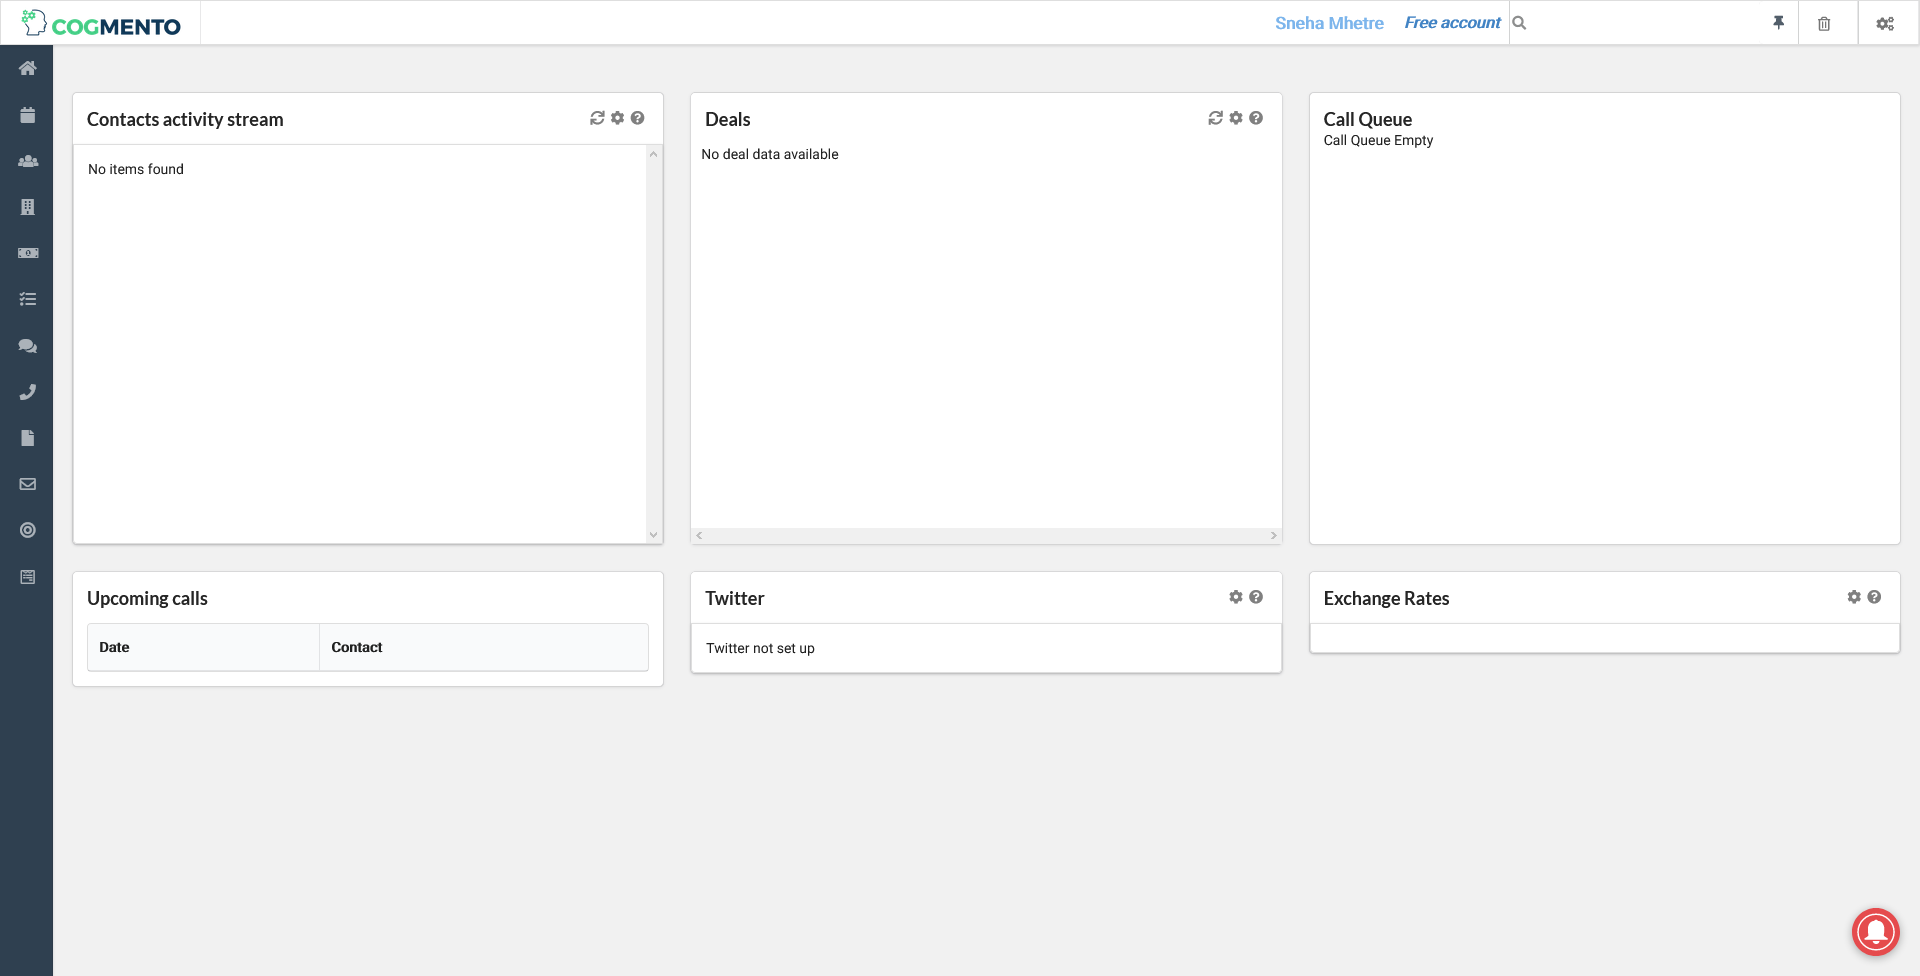 COGMENTO
Sneha Mhetre
Free account
Contacts activity stream
No items found
Deals
No deal data available
Call Queue
Call Queue Empty
Upcoming calls
Date
Contact
Twitter
Twitter not set up
Exchange Rates